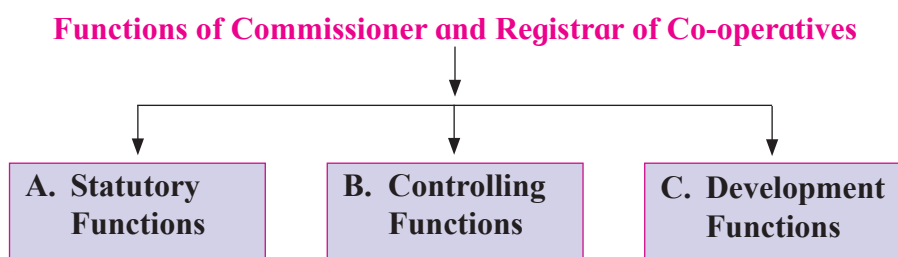 Functions of Commissioner and Registrar of Co-operatives
A. Statutory
Functions
B. Controlling
Functions
C. Development
Functions